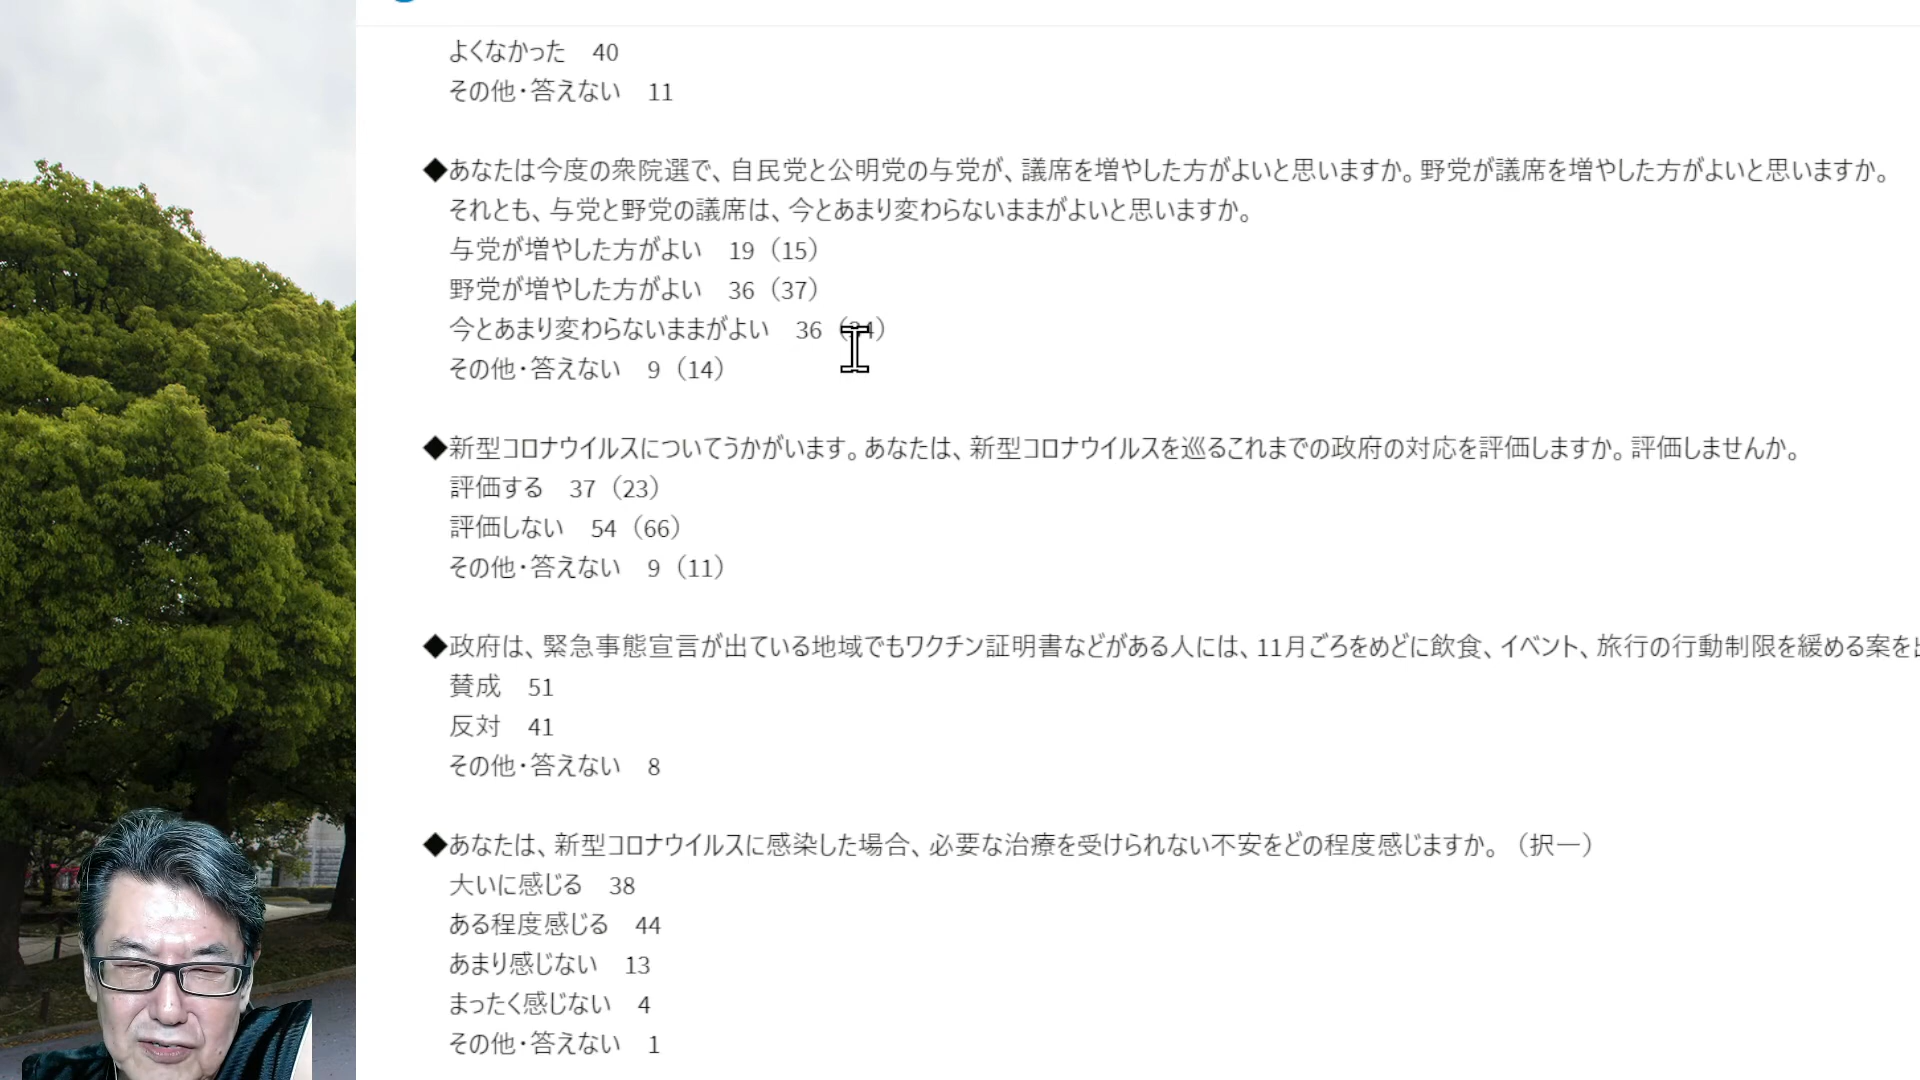 よくなかった　40
その他・答えない　11
◆あなたは今度の衆院選で、自民党と公明党の与党が、議席を増やした方がよいと思いますか。野党が議席を増やした方がよいと思いますか。
それとも、与党と野党の議席は、今とあまり変わらないままがよいと思いますか。
与党が増やした方がよい　19（15）
野党が増やした方がよい　36（37）
今とあまり変わらないままがよい　36（34）
その他・答えない　9（14）
◆新型コロナウイルスについてうかがいます。あなたは、新型コロナウイルスを巡るこれまでの政府の対応を評価しますか。評価しませんか。
評価する　37（23）
評価しない　54（66）
その他・答えない　9（11）
◆政府は、緊急事態宣言が出ている地域でもワクチン証明書などがある人には、11月ごろをめどに飲食、イベント、旅行の行動制限を緩める案を
賛成　51
反対　41
その他・答えない　8
◆あなたは、新型コロナウイルスに感染した場合、必要な治療を受けられない不安をどの程度感じますか。（択一）
大いに感じる　38
ある程度感じる　44
あまり感じない　13
まったく感じない　4
その他・答えない　1